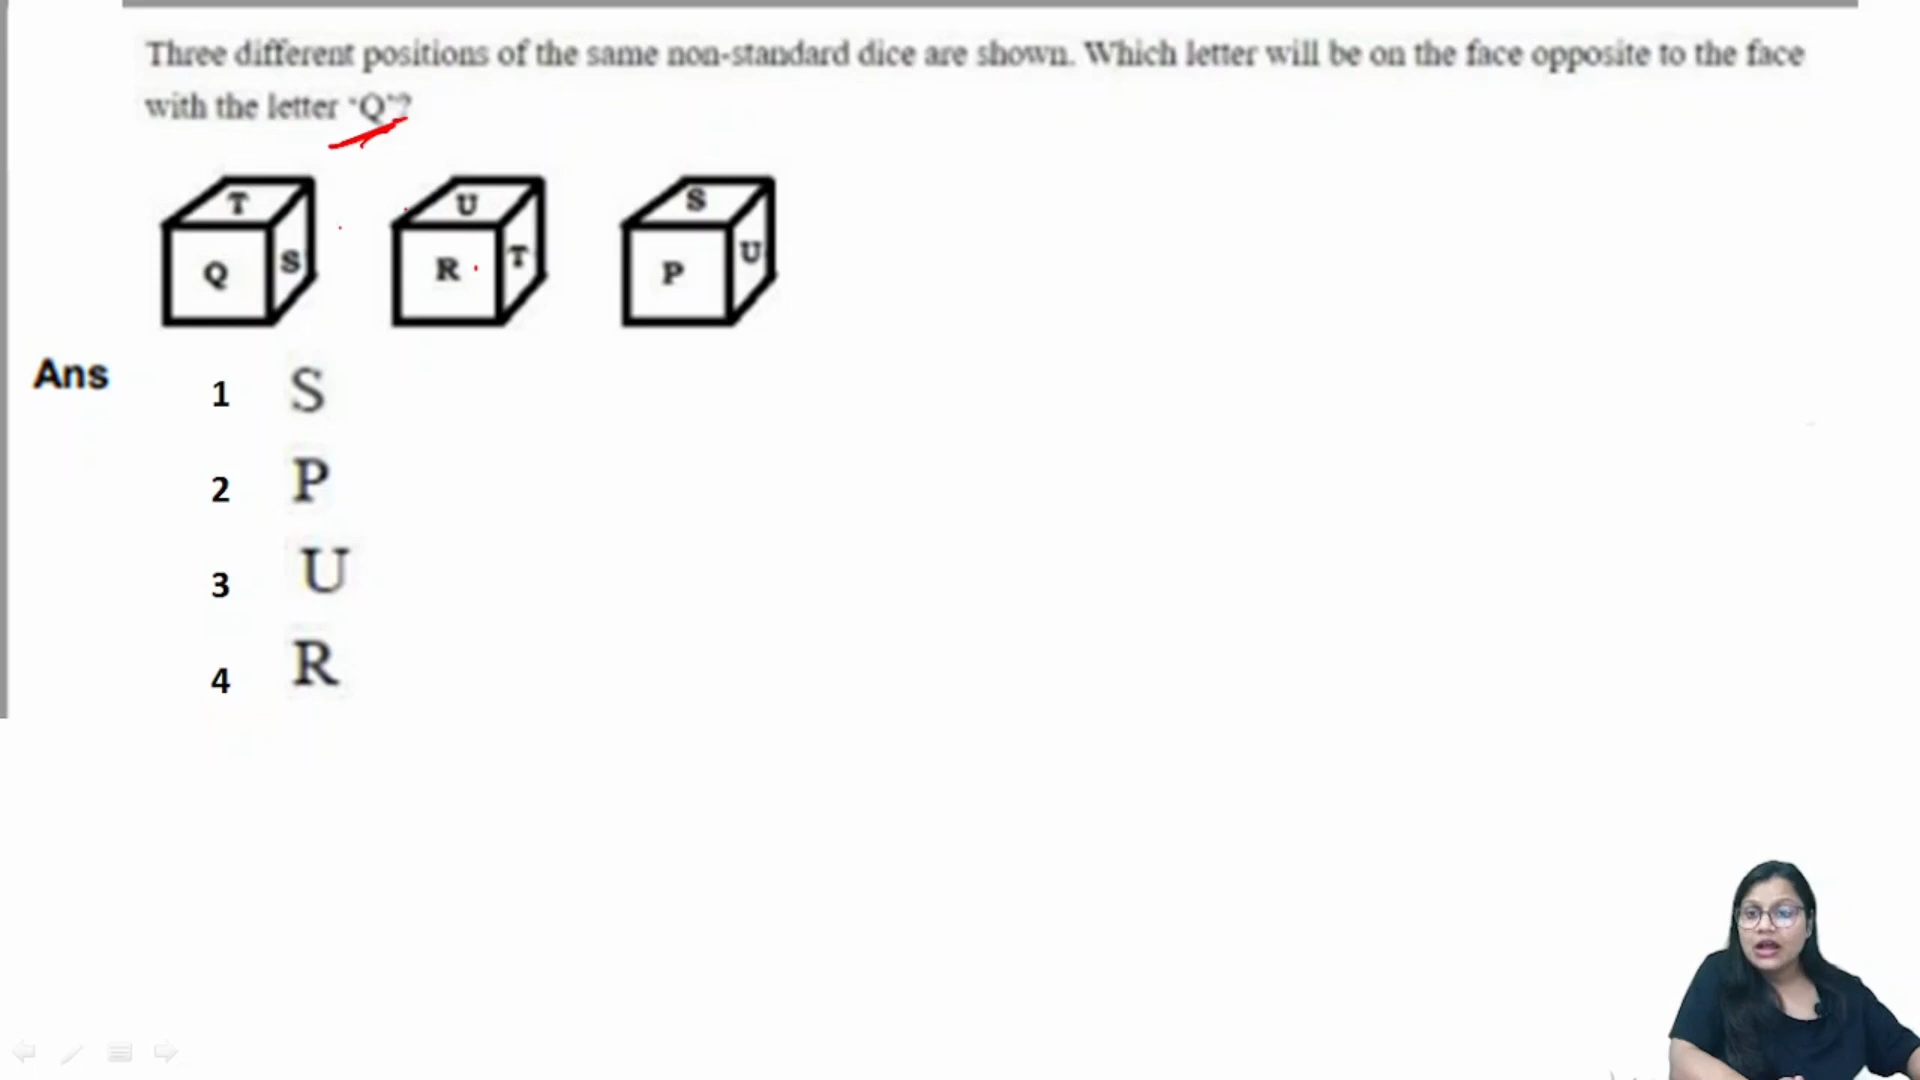 Three different positions of the same non-standard dice are shown. Which letter will be on the face opposite to the face
with the letter ‘Q’?
T
Q
S
U
R
T
S
P
U
Ans
1 S
2 P
3 U
4 R